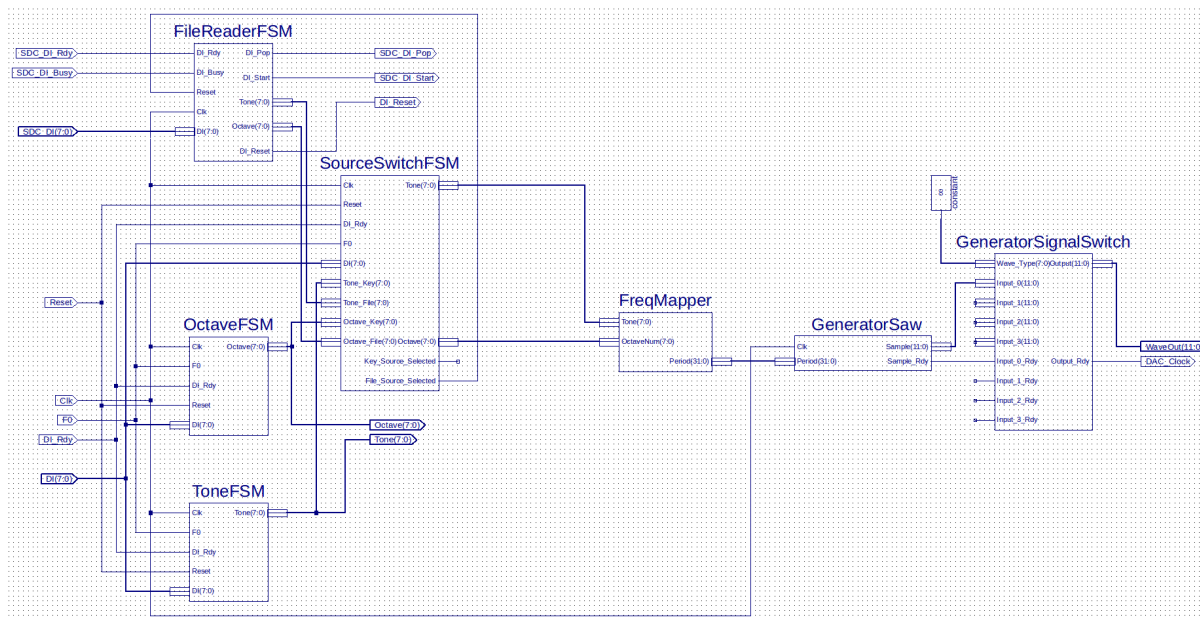 FileReaderFSM
SDC_DI_Rdy
SDC_DI_Busy
SDC_DI(7:0)
DI_Rdy
DI_Busy
Reset
Clk
DI(7:0)
DI_Pop
DI_Start
Tone(7:0)
Octave(7:0)
DI_Reset
SDC_DI_Pop
SDC_DI_Start
DI_Reset
SourceSwitchFSM
Clk
Reset
DI_Rdy
F0
DI(7:0)
Tone_Key(7:0)
Tone_File(7:0)
Octave_Key(7:0)
Octave_File(7:0)
Tone(7:0)
Octave(7:0)
Key_Source_Selected
File_Source_Selected
Reset
Clk
F0
DI_Rdy
DI(7:0)
OctaveFSM
Clk
F0
DI_Rdy
Reset
DI(7:0)
Octave(7:0)
Octave(7:0)
Tone(7:0)
ToneFSM
Clk
F0
DI_Rdy
Reset
DI(7:0)
Tone(7:0)
FreqMapper
Tone(7:0)
OctaveNum(7:0)
Period(31:0)
GeneratorSaw
Clk
Period(31:0)
Sample(11:0)
Sample_Rdy
constant
GeneratorSignalSwitch
Wave_Type(7:0)
Input_0(11:0)
Input_1(11:0)
Input_2(11:0)
Input_3(11:0)
Input_0_Rdy
Input_1_Rdy
Input_2_Rdy
Input_3_Rdy
Output(11:0)
Output_Rdy
WaveOut(11:0
DAC_Clock